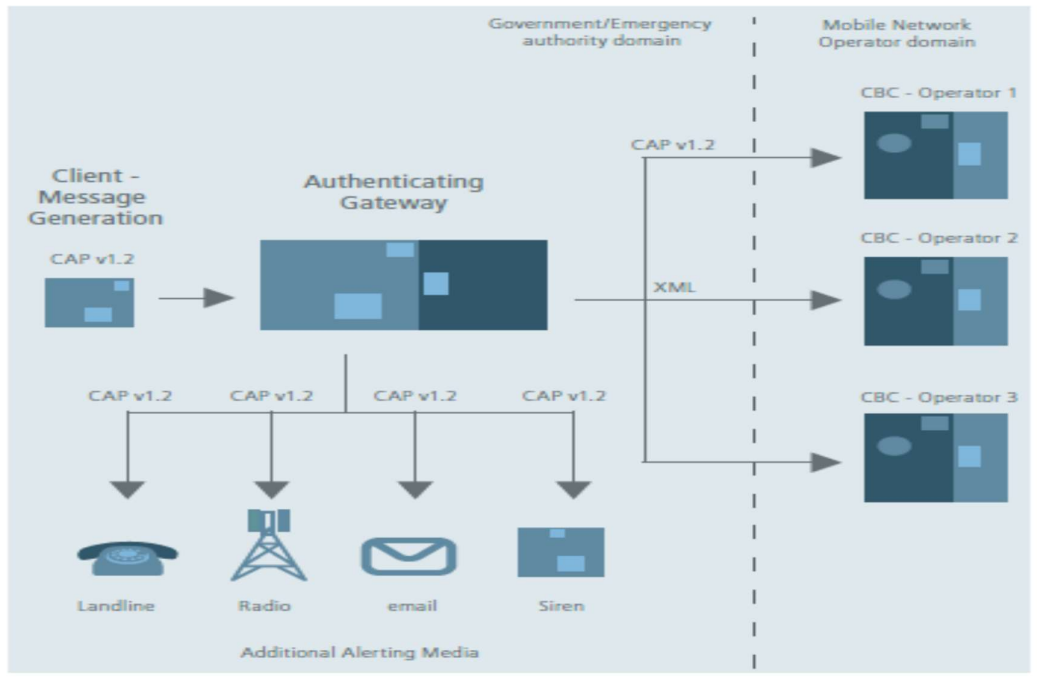 Government/Emergency
authority domain
Mobile Network
Operator domain
CBC - Operator 1
CAP v1.2
Client -
Message
Generation
Authenticating
Gateway
CBC - Operator 2
CAP v1.2
XML
CAP v1.2
CAP v1.2
CAP v1.2
CAP v1.2
CBC - Operator 3
Landline
Radio
email
Siren
Additional Alerting Media